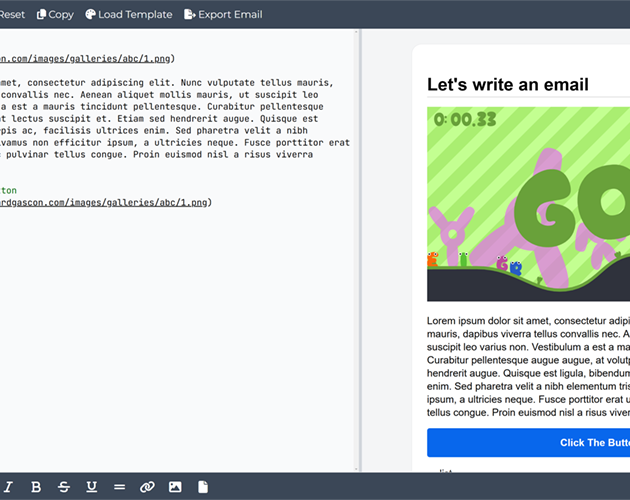 Reset Copy Load Template Export Email
n.com/images/galleries/abc/1.png)
met, consectetur adipiscing elit. Nunc vulputate tellus mauris,
convallis nec. Aenean aliquet mollis mauris, ut suscipit leo
a est a mauris tincidunt pellentesque. Curabitur pellentesque
at lectus suscipit et. Etiam sed hendrerit augue. Quisque est
rpis ac, facilisis ultrices enim. Sed pharetra velit a nibh
ivamus non efficitur ipsum, a ultricies neque. Fusce porttitor erat
pulvinar tellus congue. Proin euismod nisl a risus viverra
tton
rdgascon.com/images/galleries/abc/1.png)
Let's write an email
0:00.33
GO
Lorem ipsum dolor sit amet, consectetur adipi
mauris, dapibus viverra tellus convallis nec. A
suscipit leo varius non. Vestibulum a est a ma
Curabitur pellentesque augue augue, at volutp
hendrerit augue. Quisque est ligula, bibendum
enim. Sed pharetra velit a nibh elementum tris
ipsum, a ultricies neque. Fusce porttitor erat u
tellus congue. Proin euismod nisl a risus viver
Click The Butto
list
I B S U